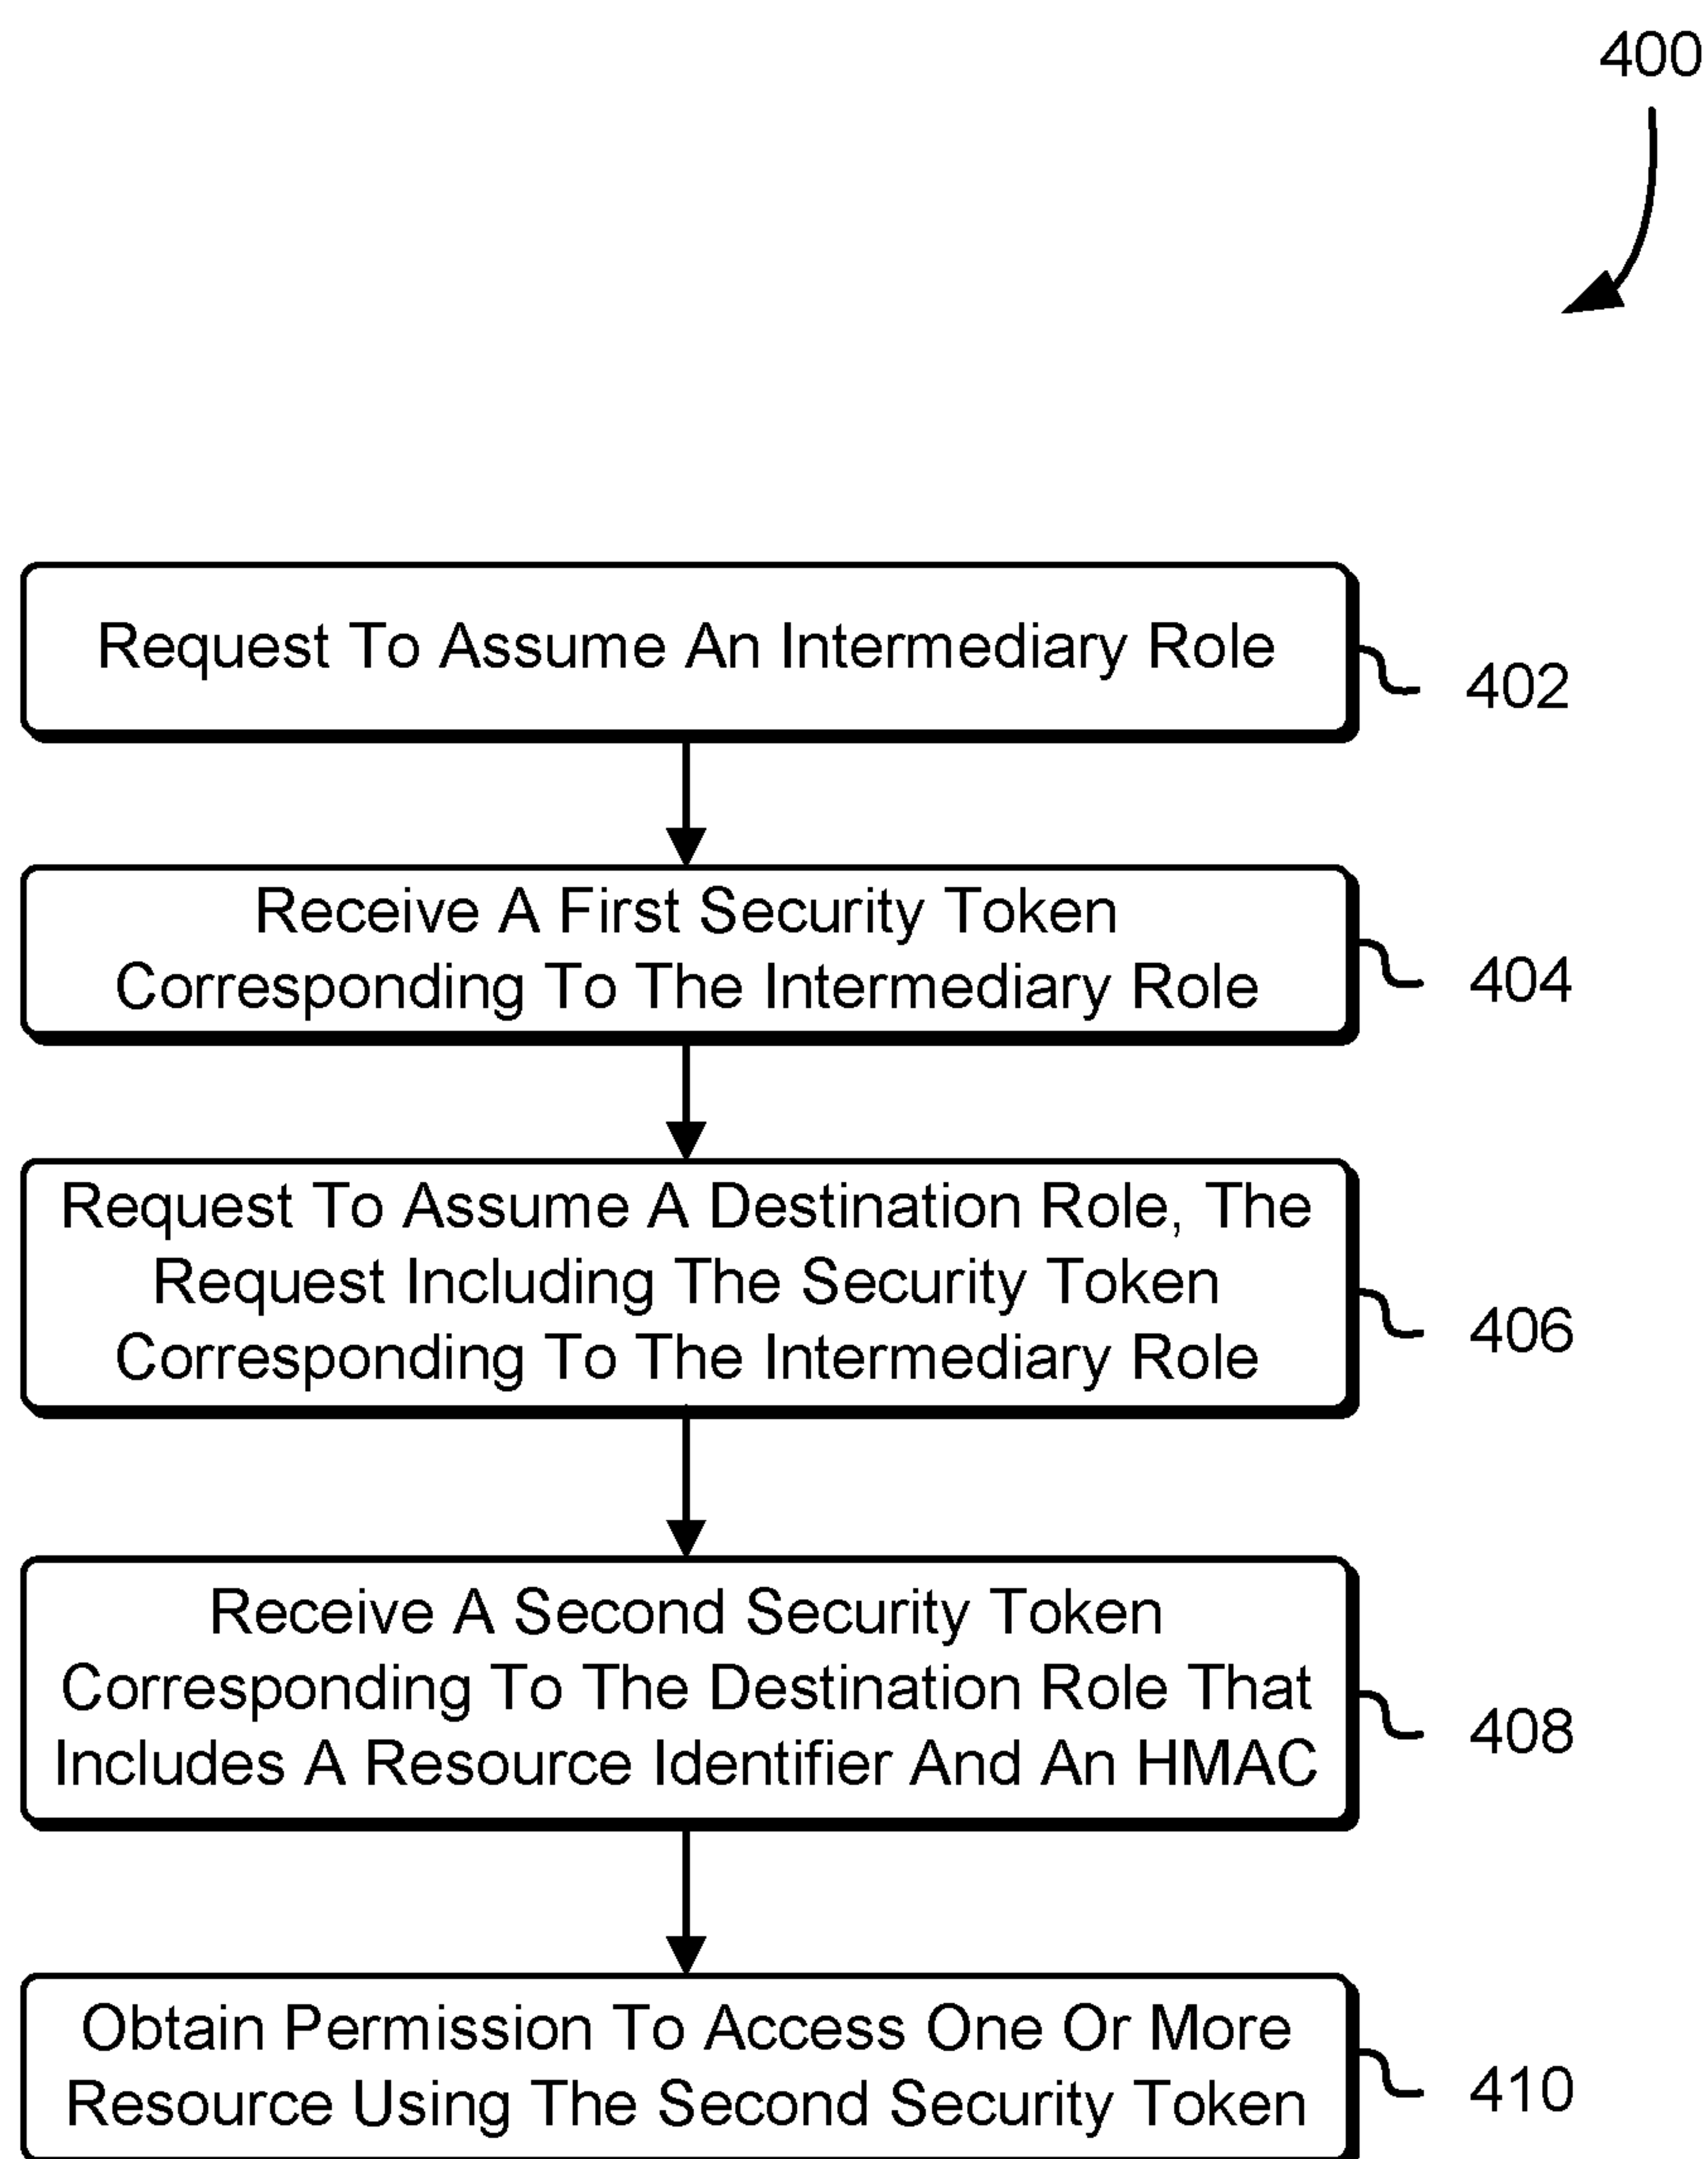 400
Request To Assume An Intermediary Role
402
Receive A First Security Token
Corresponding To The Intermediary Role
404
Request To Assume A Destination Role, The
Request Including The Security Token
Corresponding To The Intermediary Role
406
Receive A Second Security Token
Corresponding To The Destination Role That
Includes A Resource Identifier And An HMAC
408
Obtain Permission To Access One Or More
Resource Using The Second Security Token
410